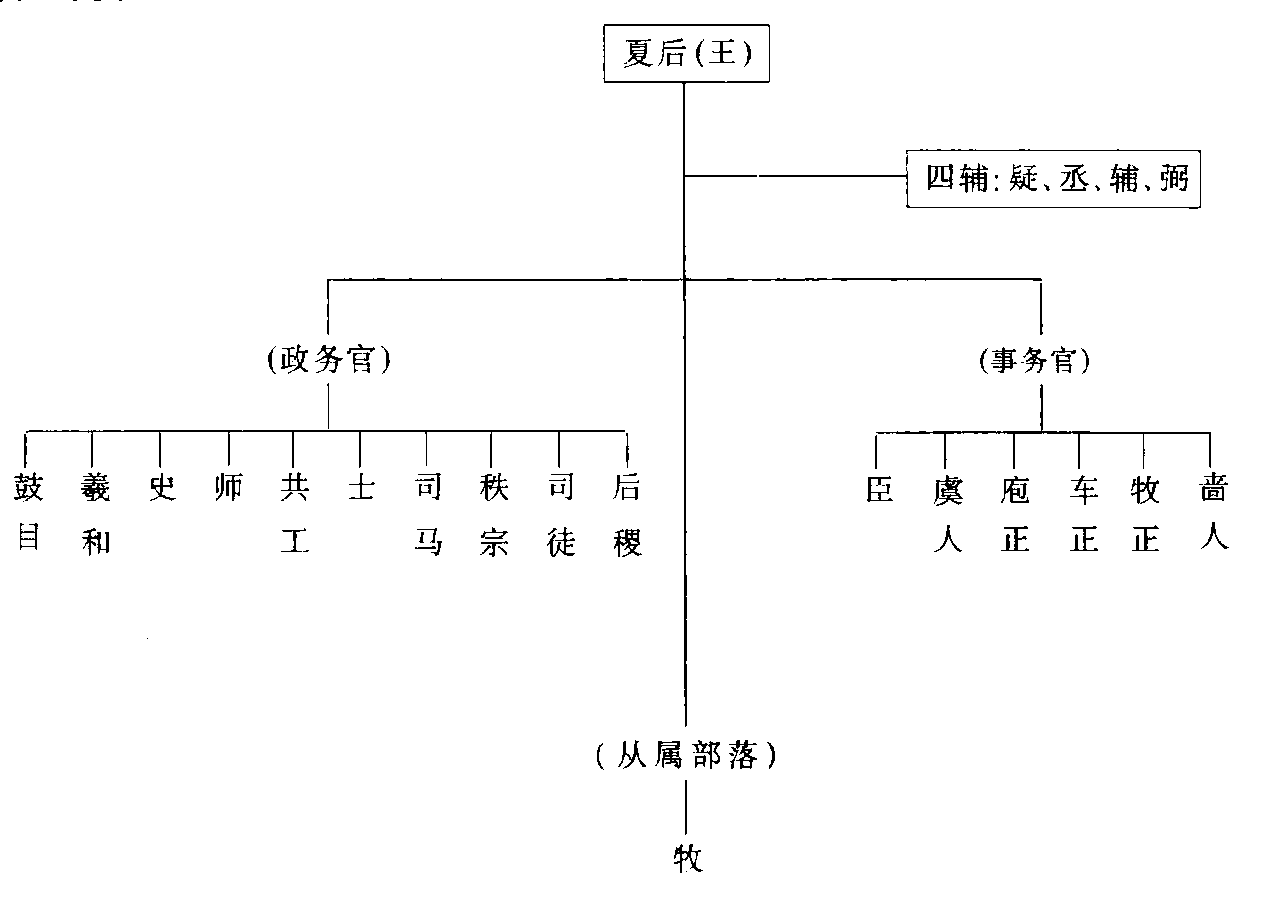 夏后(王)
四辅:疑、丞、辅、弼
(政务官)
(事务官)
鼓目
羲和
史
师
共工
士
司马
秩宗
司徒
后稷
臣
虞人
庖正
车正
牧正
啬人
(从属部落)
牧